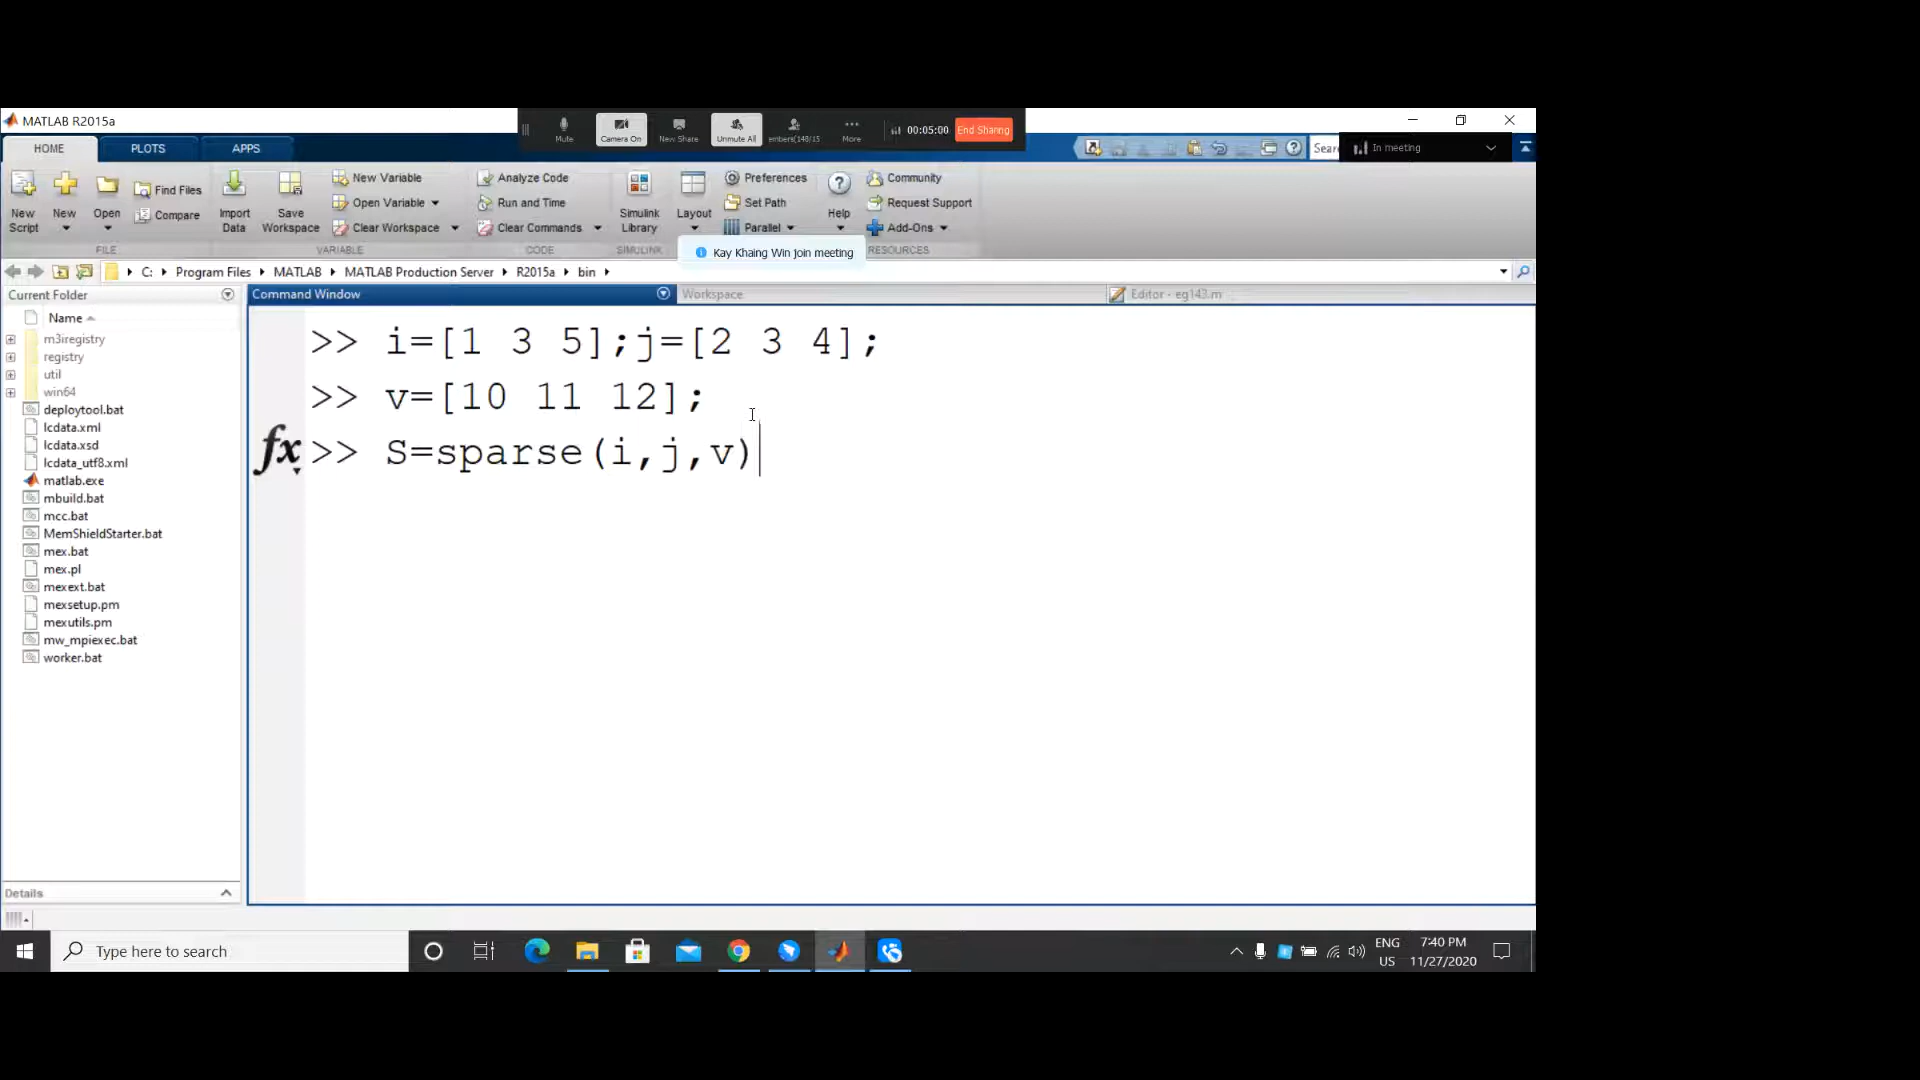 MATLAB R2015a
Mute
Camera On
New Share
Unmute All
embers(148/15
More
00:05:00
End Sharing
HOME
PLOTS
APPS
Sear
In meeting
New Script
New
Open
Find Files
Compare
Import Data
Save Workspace
New Variable
Open Variable
Clear Workspace
Analyze Code
Run and Time
Clear Commands
Simulink Library
Layout
Preferences
Set Path
Parallel
Help
Community
Request Support
Add-Ons
FILE
VARIABLE
CODE
SIMULINK
RESOURCES
Kay Khaing Win join meeting
C: Program Files MATLAB MATLAB Production Server R2015a bin
Current Folder
Name
m3iregistry
registry
util
win64
deploytool.bat
lcdata.xml
lcdata.xsd
lcdata_utf8.xml
matlab.exe
mbuild.bat
mcc.bat
MemShieldStarter.bat
mex.bat
mex.pl
mexext.bat
mexsetup.pm
mexutils.pm
mw_mpiexec.bat
worker.bat
Details
Command Window
Workspace
Editor - eg143.m
>> i=[1 3 5];j=[2 3 4];
>> v=[10 11 12];
fx >> S=sparse(i,j,v)
Type here to search
ENG
US
7:40 PM
11/27/2020